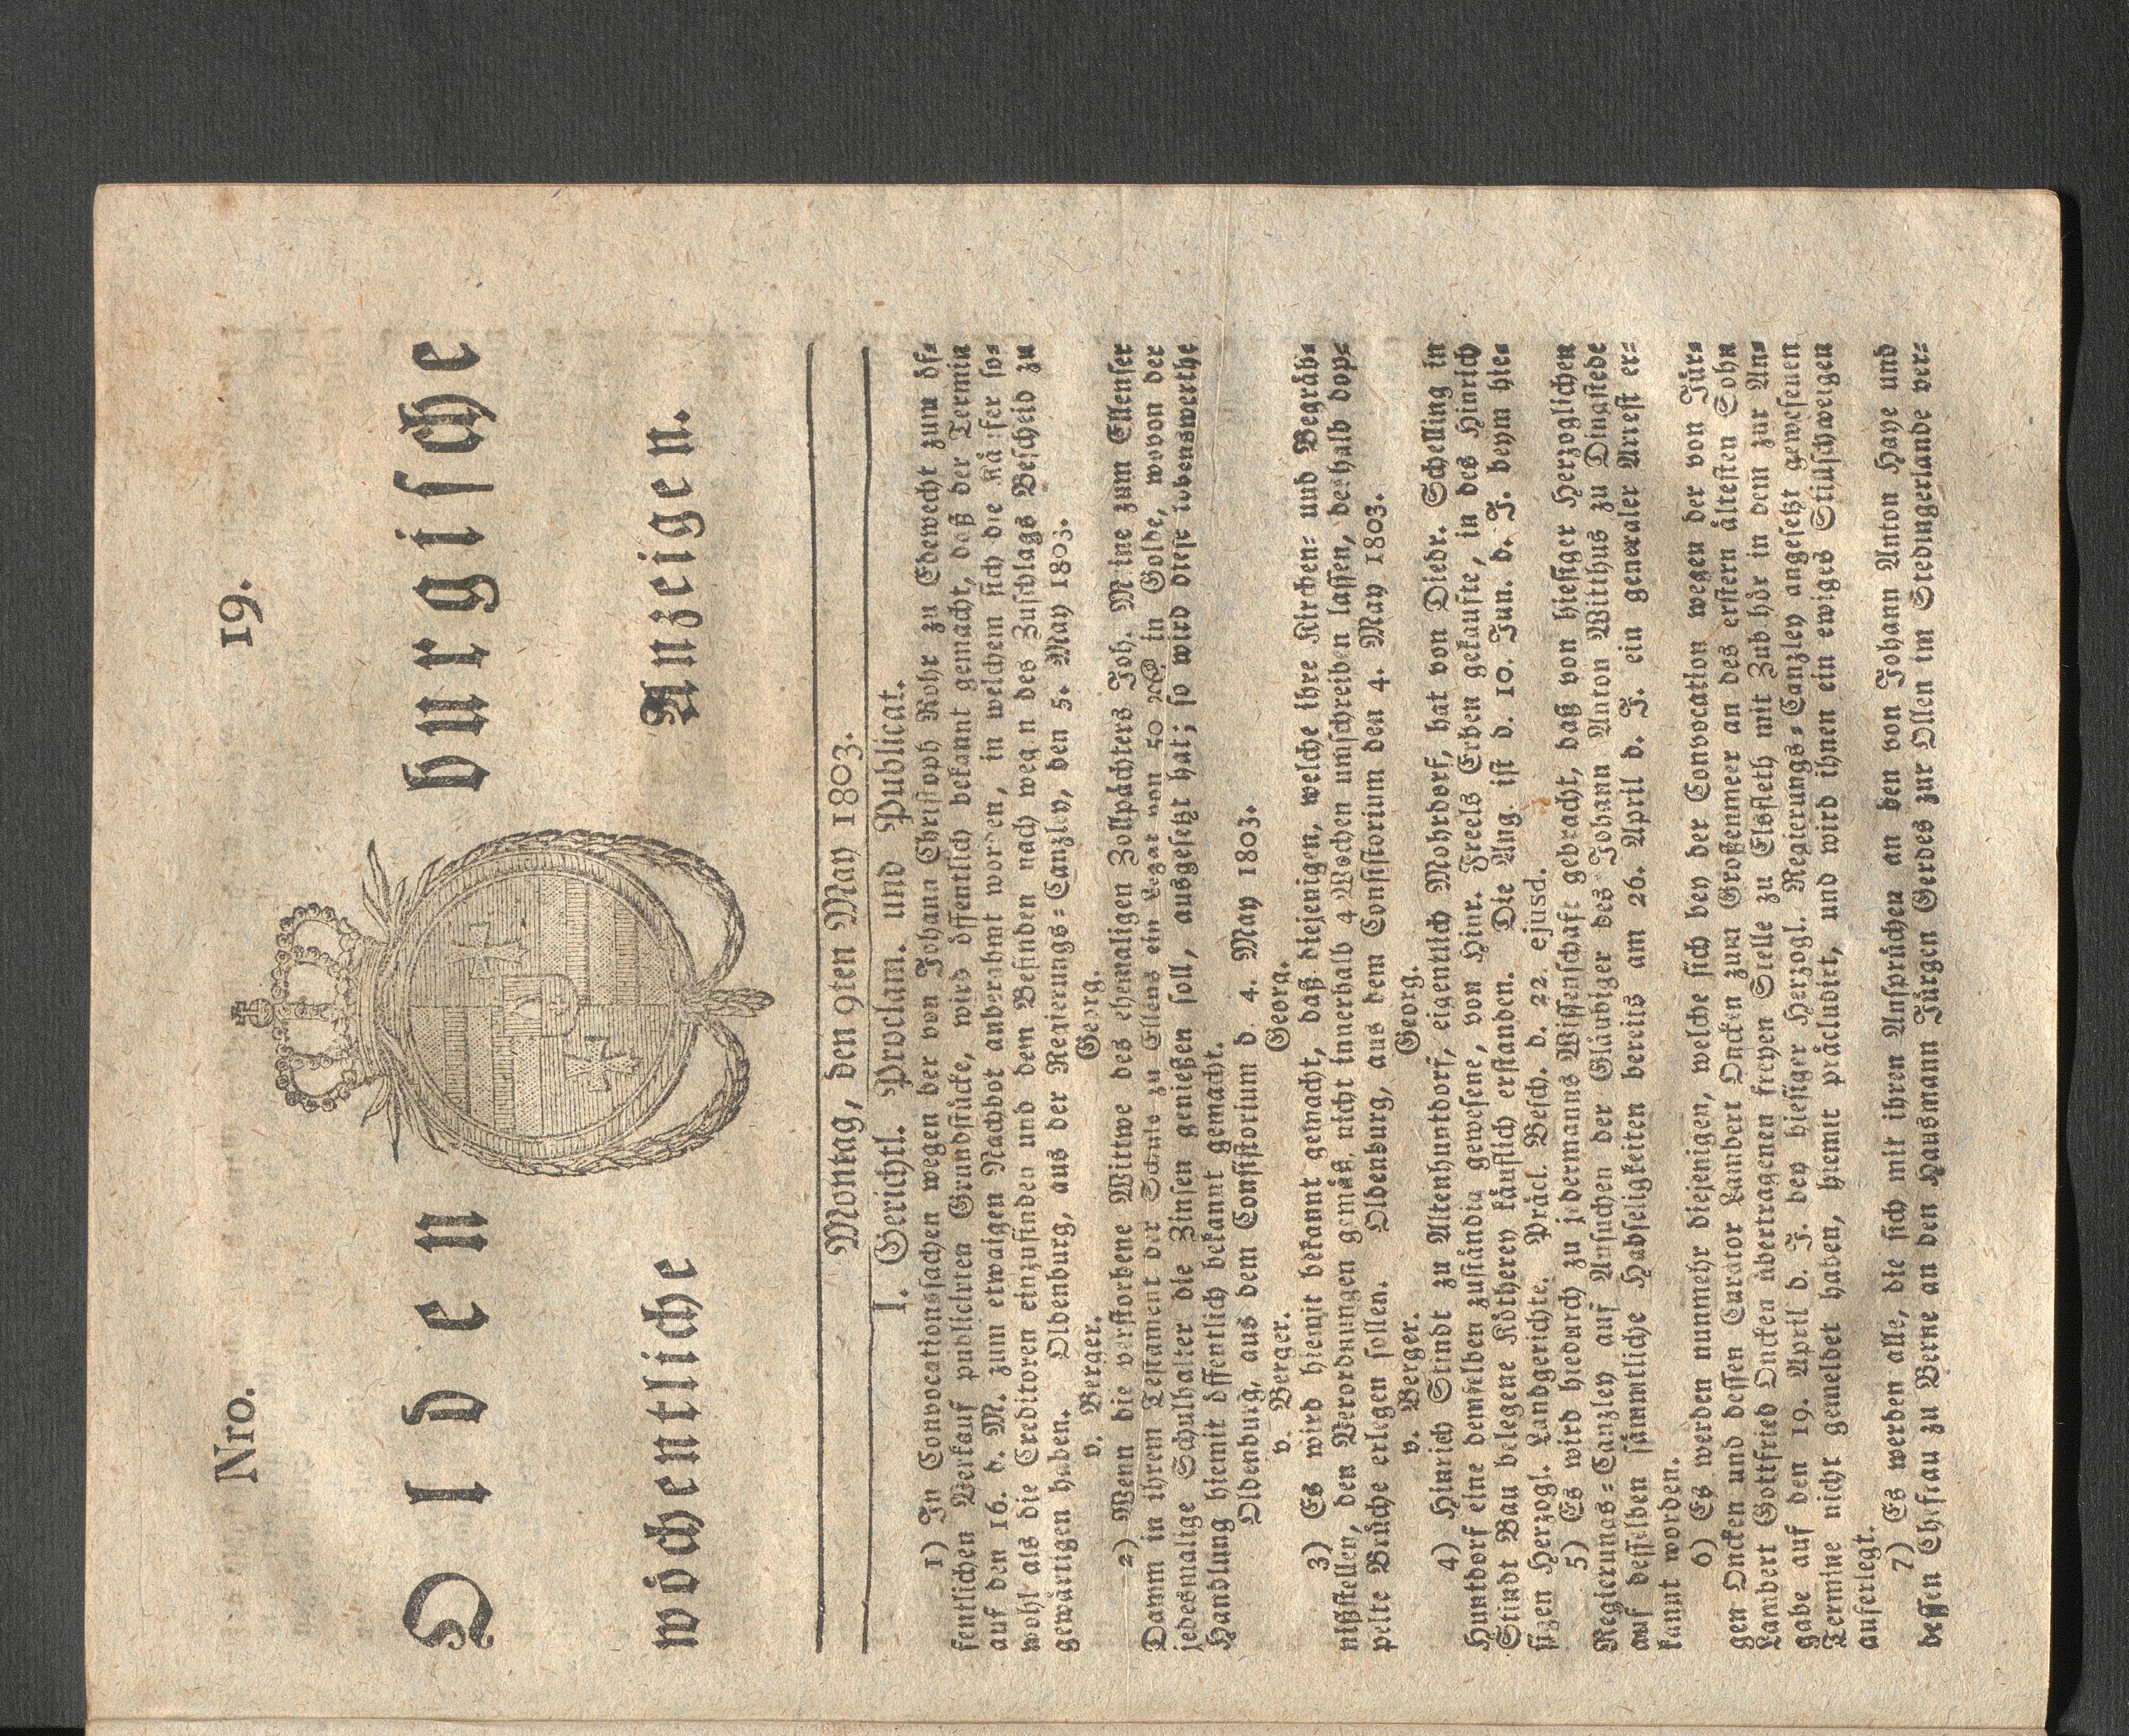 Nro. 19.
Olden burgische
wöchentliche Anzeigen.
Montag, den 9ten May 1803.
I. Gerichtl. Proclam. und Publicat.
1) In Convocationssachen wegen der von Johann Christoph Rohr zu Edewecht zum öf⸗
fentlichen Verkauf publicirten Grundstücke, wird öffentlich bekannt gemacht, daß der Termin
auf den 16. d. M. zum etwaigen Nachbot anberahmt worden, in welchem sich die Käufer so⸗
wohl als die Creditoren einzufinden und dem Befinden nach wegen des Zuschlags Bescheid zu
gewärtigen haben. Oldenburg, aus der Regierungs⸗Canzley, den 5. May 1803.
v. Berger. Georg.
2) Wenn die verstorbene Wittwe des ehemaligen Zollpächters Joh. Meine zum Ellenser
Damm in ihrem Testament der Schule zu Ellens ein Legat von 50 Rthlr in Golde, wovon der
jedesmalige Schulhalter die Zinsen genießen soll, ausgesetzt hat; so wird diese lobenswerthe
Handlung hiemit öffentlich bekannt gemacht.
Oldenburg, aus dem Consistorium d. 4. May 1803.
v. Berger. Georg.
3) Es wird hiemit bekannt gemacht, daß diejenigen, welche ihre Kirchen⸗ und Begräb⸗
nißstellen, den Verordnungen gemäß, nicht innerhalb 4 Wochen umschreiben lassen, deshalb dop⸗
pelte Brüche erlegen sollen. Oldenburg, aus dem Consistorium den 4. May 1803.
v. Berger. Georg.
4) Hinrich Stindt zu Altenhuntdorf, eigentlich Mohrdorf, hat von Diedr. Schelling in
Huntdorf eine demselben zuständig gewesene, von Hinr. Freels Erben gekaufte, in des Hinrich
Stindt Bau belegene Kötherey käuflich erstanden. Die Ang. ist d. 10. Jun. d. J. beym hie⸗
sigen Herzogl. Landgerichte. Präcl. Besch. d. 22. ejusd.
5) Es wird hiedurch zu jedermanns Wissenschaft gebracht, daß von hiesiger Herzoglichen
Regierungs⸗Canzley auf Ansuchen der Gläubiger des Johann Anton Witthus zu Dingstede
auf desselben sämmtliche Habseligkeiten bereits am 26. April d. J. ein generaler Arrest er⸗
kannt worden.
6) Es werden nunmehr diejenigen, welche sich bey der Convocation wegen der von Jür⸗
gen Oncken und dessen Curator Lambert Oncken zum Großenmeer an des erstern ältesten Sohn
Lambert Gottfried Oncken übertragenen freyen Stelle zu Elsfleth mit Zubehör in dem zur An⸗
gabe auf den 19. April d. J. bey hiesiger Herzogl. Regierungs⸗Canzley angesetzt gewesenen
Termine nicht gemeldet haben, hiemit präcludirt, und wird ihnen ein ewiges Stillschweigen
auferlegt.
7) Es werden alle, die sich mit ihren Ansprüchen an den von Johann Anton Haye und
dessen Ehefrau zu Berne an den Hausmann Jürgen Gerdes zur Ollen im Stedingerlande ver⸗